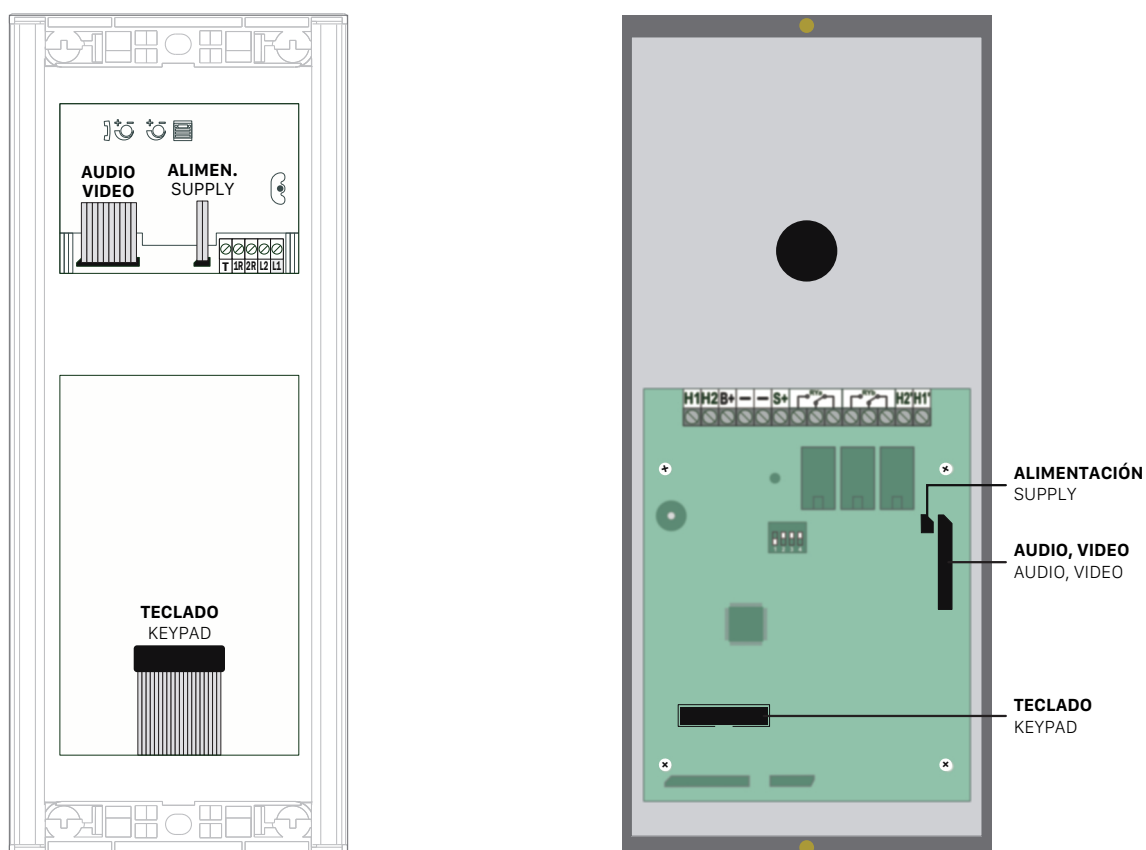 AUDIO
VIDEO
ALIMEN.
SUPPLY
T 1R 2R L2 L1
TECLADO
KEYPAD
H1 H2 B+ — — S+ H2' H1'
ALIMENTACIÓN
SUPPLY
AUDIO, VIDEO
AUDIO, VIDEO
TECLADO
KEYPAD